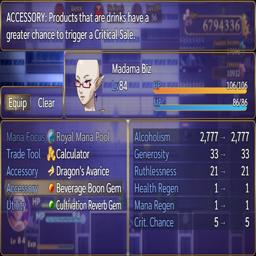 ACCESSORY: Products that are drinks have a
greater chance to trigger a Critical Sale.
6794336
Madama Biz
Lv.84
HP 106/106
MP 86/86
Equip Clear
Mana Focus Royal Mana Pool
Trade Tool Calculator
Accessory Dragon's Avarice
Accessory Beverage Boon Gem
Utility Cultivation Reverb Gem
Alcoholism 2,777 → 2,777
Generosity 33 → 33
Ruthlessness 21 → 21
Health Regen 1 → 1
Mana Regen 1 → 1
Crit. Chance 5 → 5